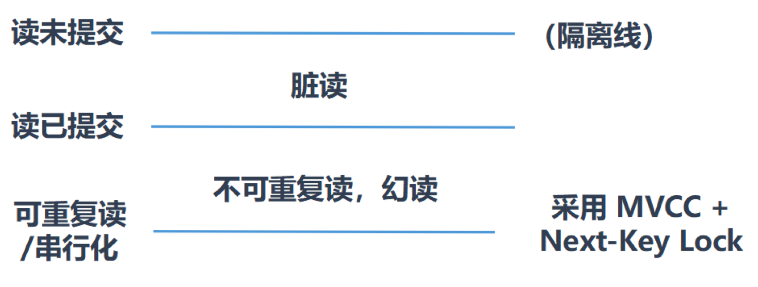 读未提交
(隔离线)
脏读
读已提交
不可重复读，幻读
可重复读
/串行化
采用 MVCC +
Next-Key Lock